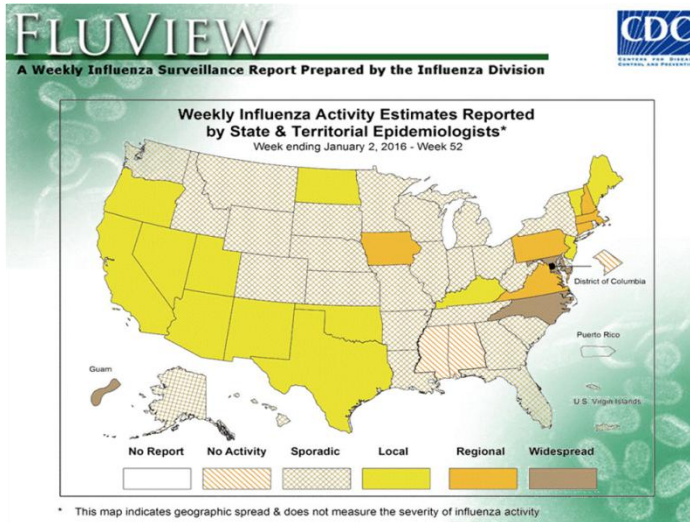 FLUVIEW
CDC
A Weekly Influenza Surveillance Report Prepared by the Influenza Division
Weekly Influenza Activity Estimates Reported
by State & Territorial Epidemiologists*
Week ending January 2, 2016 - Week 52
District of Columbia
Puerto Rico
Guam
U.S. Virgin Islands
No Report No Activity Sporadic Local Regional Widespread
* This map indicates geographic spread & does not measure the severity of influenza activity